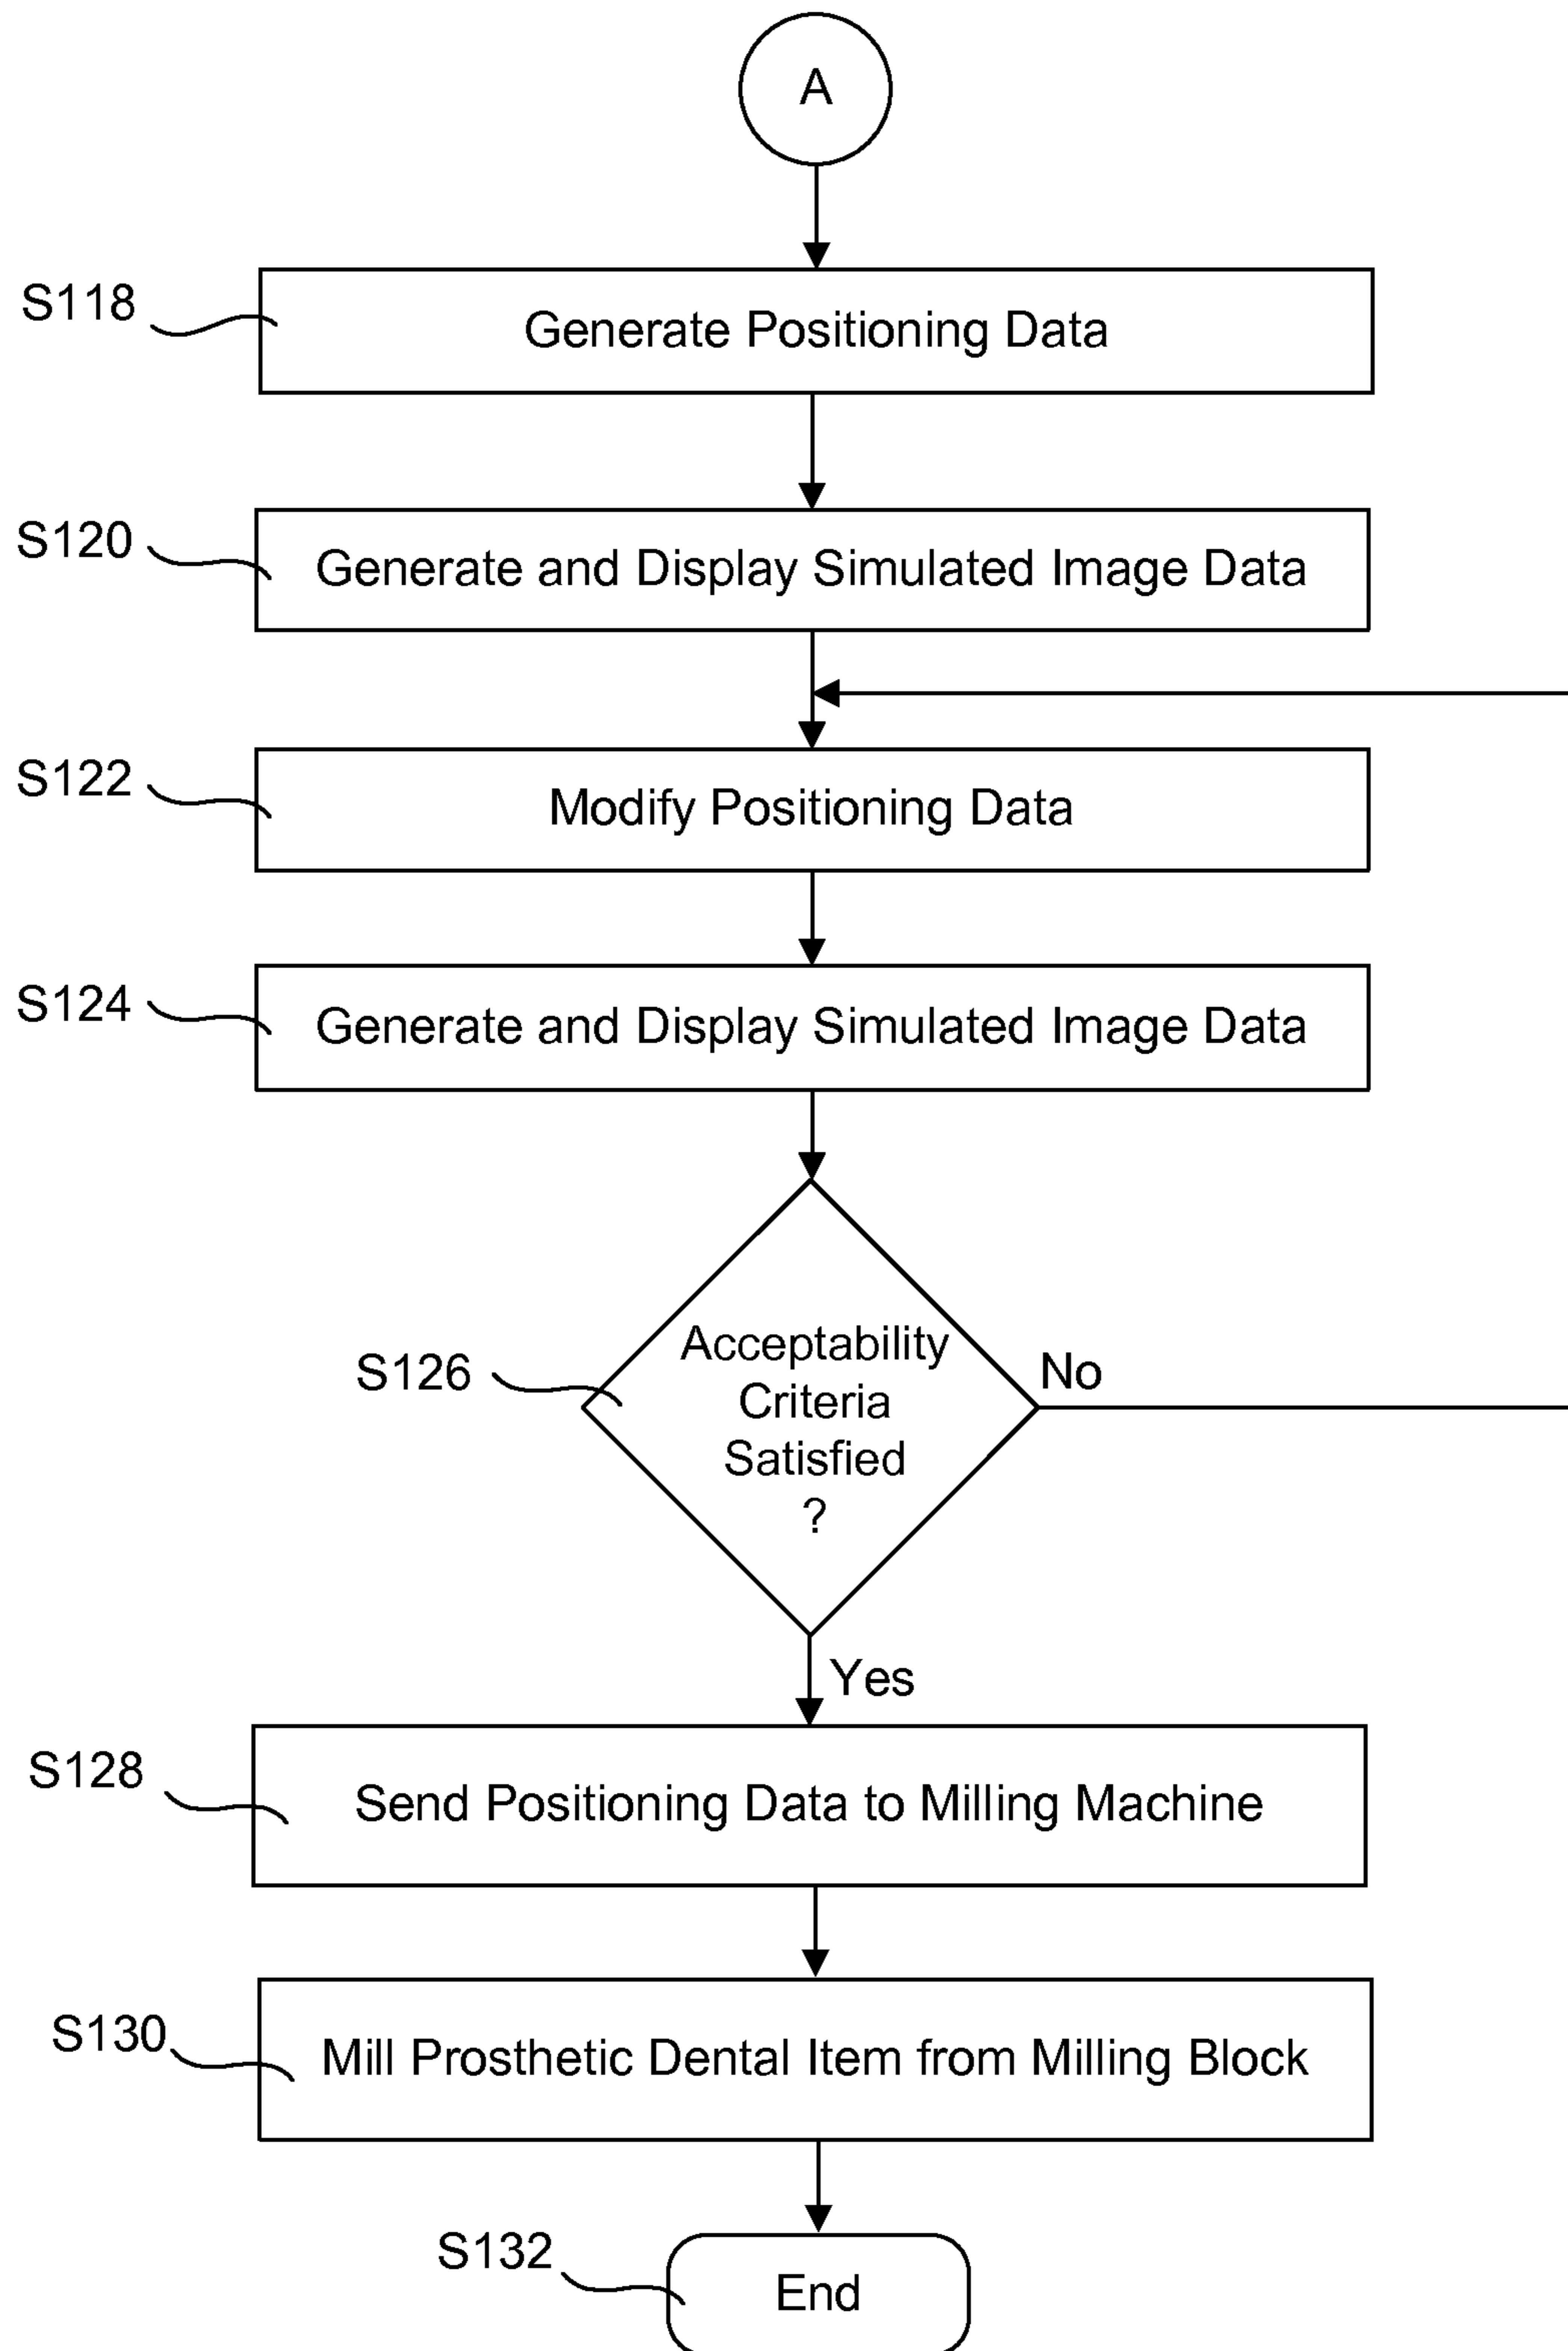 A
S118
Generate Positioning Data
S120
Generate and Display Simulated Image Data
S122
Modify Positioning Data
S124
Generate and Display Simulated Image Data
S126
Acceptability
Criteria
Satisfied
?
No
Yes
S128
Send Positioning Data to Milling Machine
S130
Mill Prosthetic Dental Item from Milling Block
S132
End